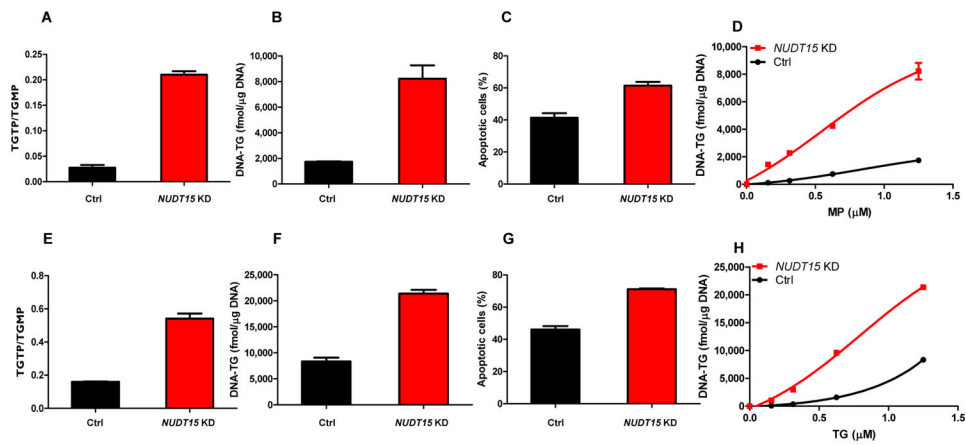 A
TGTP/TGMP
0.25
0.20
0.15
0.10
0.05
0.00
Ctrl
NUDT15 KD
B
DNA-TG (fmol/μg DNA)
10,000
8,000
6,000
4,000
2,000
0
Ctrl
NUDT15 KD
C
Apoptotic cells (%)
80
60
40
20
0
Ctrl
NUDT15 KD
D
NUDT15 KD
Ctrl
DNA-TG (fmol/μg DNA)
10,000
8,000
6,000
4,000
2,000
0
0.0
0.5
1.0
1.5
MP (μM)
E
TGTP/TGMP
0.8
0.6
0.4
0.2
0.0
Ctrl
NUDT15 KD
F
DNA-TG (fmol/μg DNA)
25,000
20,000
15,000
10,000
5,000
0
Ctrl
NUDT15 KD
G
Apoptotic cells (%)
80
60
40
20
0
Ctrl
NUDT15 KD
H
NUDT15 KD
Ctrl
DNA-TG (fmol/μg DNA)
25,000
20,000
15,000
10,000
5,000
0
0.0
0.5
1.0
1.5
TG (μM)